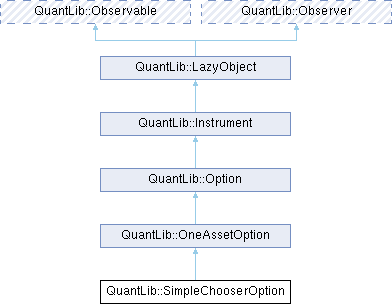 QuantLib::Observable
QuantLib::Observer
QuantLib::LazyObject
QuantLib::Instrument
QuantLib::Option
QuantLib::OneAssetOption
QuantLib::SimpleChooserOption